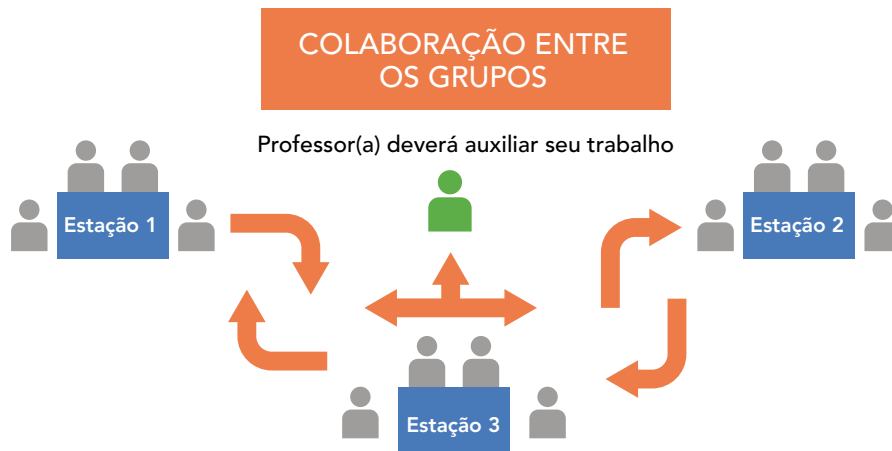 COLABORAÇÃO ENTRE
OS GRUPOS
Professor(a) deverá auxiliar seu trabalho
Estação 1
Estação 2
Estação 3